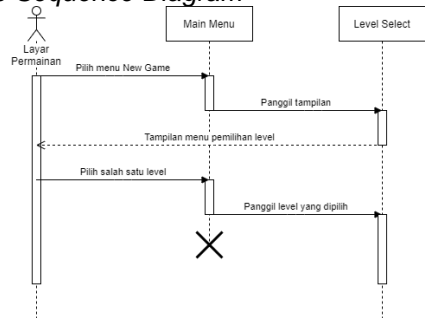 Sequence Diagram
Main Menu
Level Select
Layar
Permainan
Pilih menu New Game
Panggil tampilan
Tampilan menu pemilihan level
Pilih salah satu level
Panggil level yang dipilih